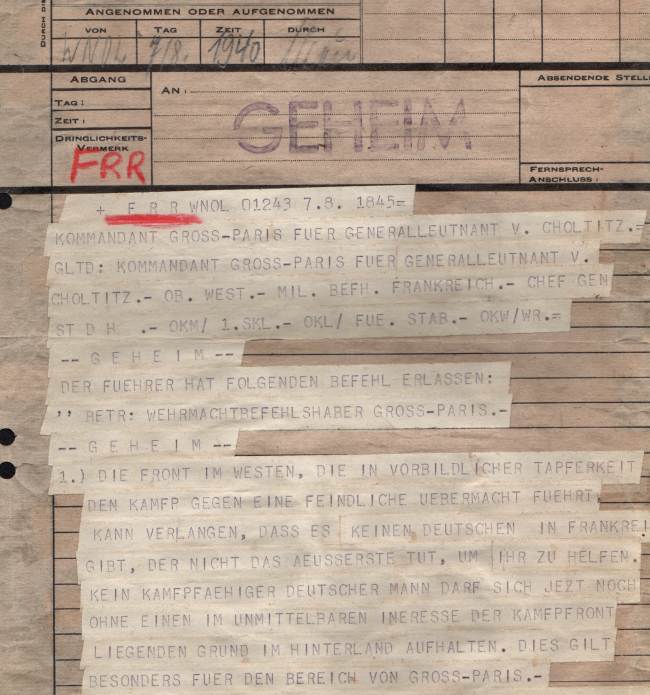 ANGENOMMEN ODER AUFGENOMMEN
VON TAG ZEIT DURCH
WNOL 7/8. 1940
ABGANG
AN:
ABSENDENDE STELL
TAG:
GEHEIM
ZEIT:
DRINGLICHKEITS-
VERMERK
FRR
FERNSPRECH-
ANSCHLUSS:
+ F R R WNOL 01243 7.8. 1845=
KOMMANDANT GROSS-PARIS FUER GENERALLEUTNANT V. CHOLTITZ.=
GLTD: KOMMANDANT GROSS-PARIS FUER GENERALLEUTNANT V.
CHOLTITZ.- OB. WEST.- MIL. BEFH. FRANKREICH.- CHEF GEN
ST D H .- OKM/ 1.SKL.- OKL/ FUE. STAB.- OKW/WR.=
-- G E H E I M --
DER FUEHRER HAT FOLGENDEN BEFEHL ERLASSEN:
'' BETR: WEHRMACHTBEFEHLSHABER GROSS-PARIS.-
-- G E H E I M --
1.) DIE FRONT IM WESTEN, DIE IN VORBILDLICHER TAPFERKEIT
DEN KAMFP GEGEN EINE FEINDLICHE UEBERMACHT FUEHRT,
KANN VERLANGEN, DASS ES KEINEN DEUTSCHEN IN FRANKREI
GIBT, DER NICHT DAS AEUSSERSTE TUT, UM IHR ZU HELFEN.
KEIN KAMPFFAEHIGER DEUTSCHER MANN DARF SICH JEZT NOCH
OHNE EINEN IM UNMITTELBAREN INERESSE DER KAMPFFRONT
LIEGENDEN GRUND IM HINTERLAND AUFHALTEN. DIES GILT
BESONDERS FUER DEN BEREICH VON GROSS-PARIS.-